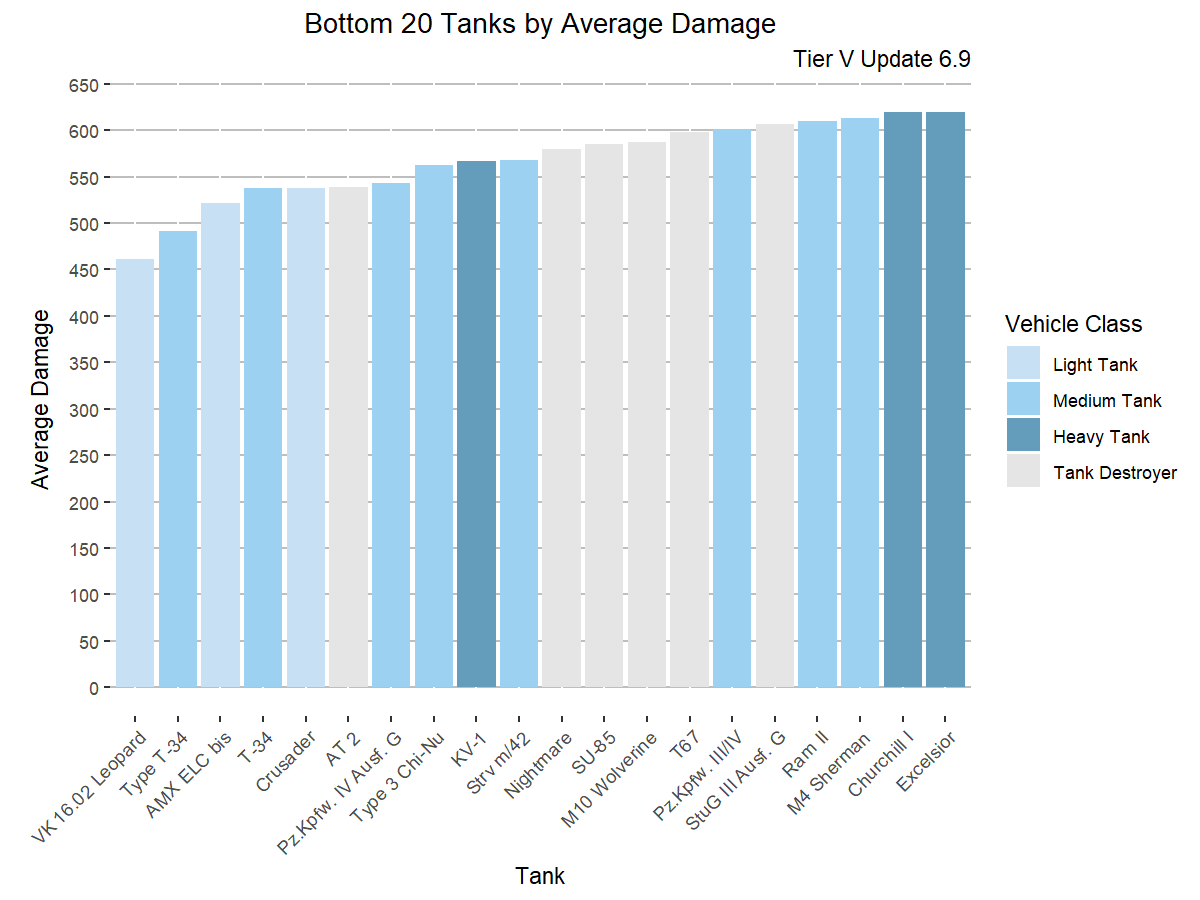 Bottom 20 Tanks by Average Damage
Tier V Update 6.9
650
600
550
500
450
400
350
300
250
200
150
100
50
0
Average Damage
VK 16.02 Leopard
Type T-34
AMX ELC bis
T-34
Crusader
AT 2
Pz.Kpfw. IV Ausf. G
Type 3 Chi-Nu
KV-1
Strv m/42
Nightmare
SU-85
M10 Wolverine
T67
Pz.Kpfw. III/IV
StuG III Ausf. G
Ram II
M4 Sherman
Churchill I
Excelsior
Tank
Vehicle Class
Light Tank
Medium Tank
Heavy Tank
Tank Destroyer